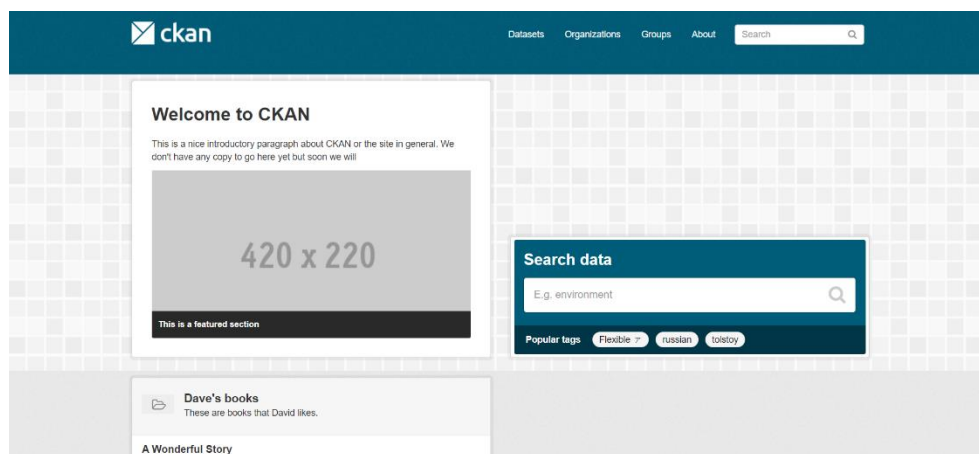 ckan
Datasets Organizations Groups About Search
Welcome to CKAN
This is a nice introductory paragraph about CKAN or the site in general. We
don't have any copy to go here yet but soon we will
420 x 220
This is a featured section
Search data
E.g. environment
Popular tags Flexible א russian tolstoy
Dave's books
These are books that David likes.
A Wonderful Story